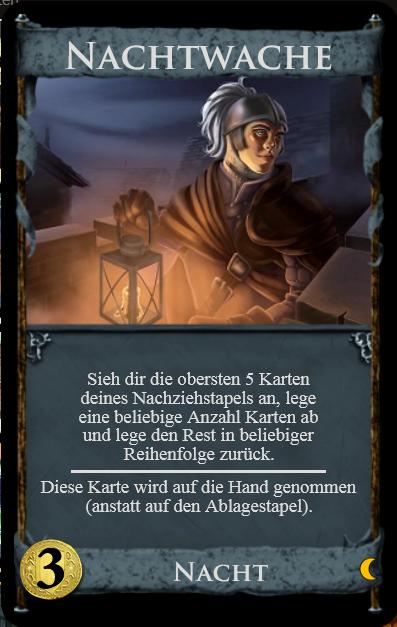 NACHTWACHE
Sieh dir die obersten 5 Karten
deines Nachziehstapels an, lege
eine beliebige Anzahl Karten ab
und lege den Rest in beliebiger
Reihenfolge zurück.
Diese Karte wird auf die Hand genommen
(anstatt auf den Ablagestapel).
3
NACHT